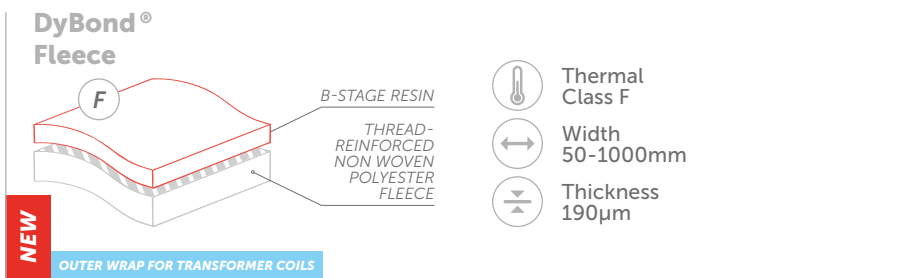 DyBond®
Fleece
F
B-STAGE RESIN
THREAD-
REINFORCED
NON WOVEN
POLYESTER
FLEECE
NEW
OUTER WRAP FOR TRANSFORMER COILS
Thermal
Class F
Width
50-1000mm
Thickness
190µm